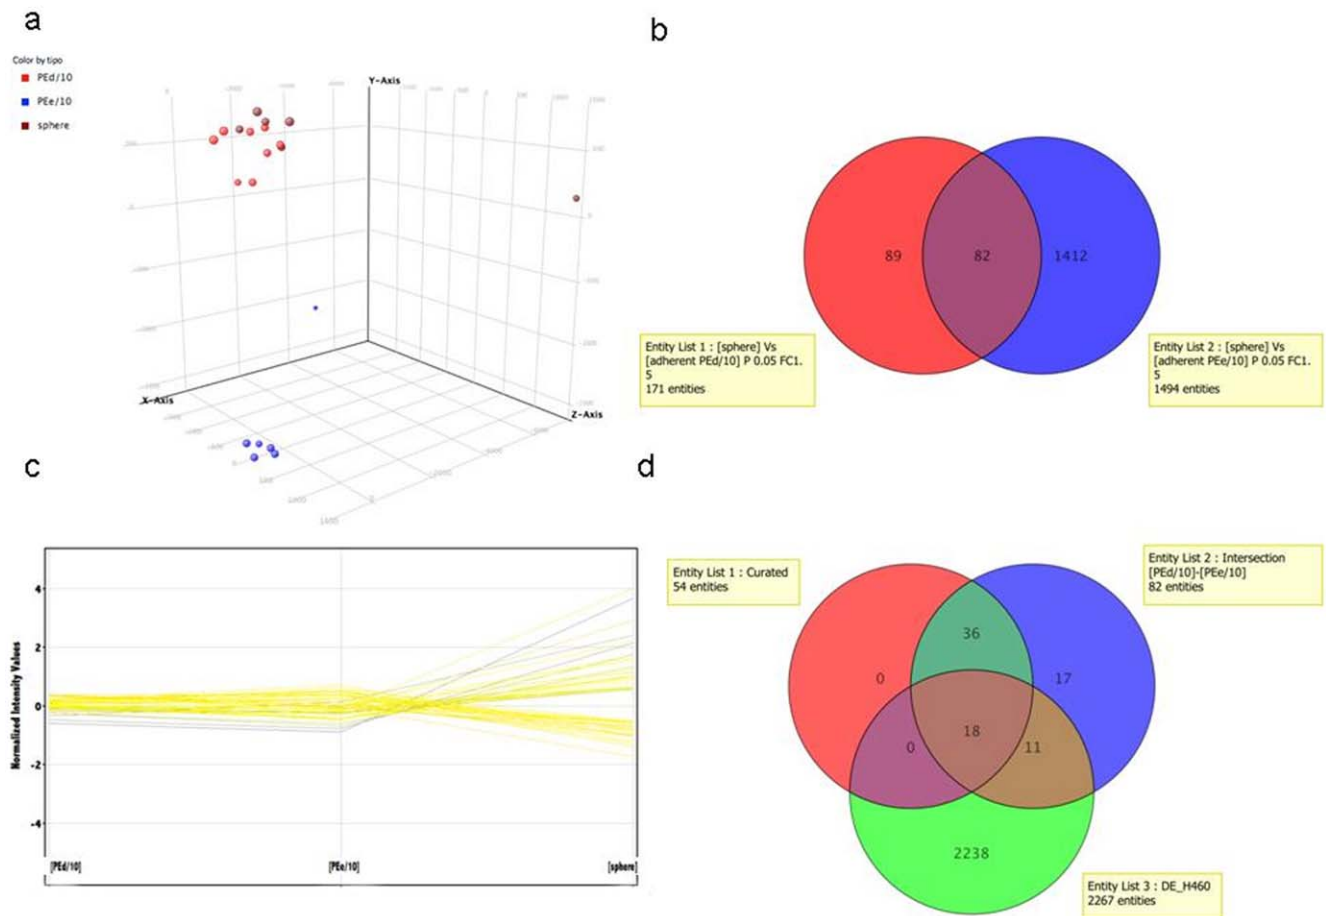 a
Color by tipo
PEd/10
PEe/10
sphere
Y-Axis
X-Axis
Z-Axis
b
89
82
1412
Entity List 1 : [sphere] Vs
[adherent PEd/10] P 0.05 FC1.
5
171 entities
Entity List 2 : [sphere] Vs
[adherent PEe/10] P 0.05 FC1.
5
1494 entities
c
Normalized Intensity Values
4
2
0
-2
-4
[PEd/10]
[PEe/10]
[sphere]
d
Entity List 1 : Curated
54 entities
Entity List 2 : Intersection
[PEd/10]-[PEe/10]
82 entities
36
0
17
18
0
11
2238
Entity List 3 : DE_H460
2267 entities